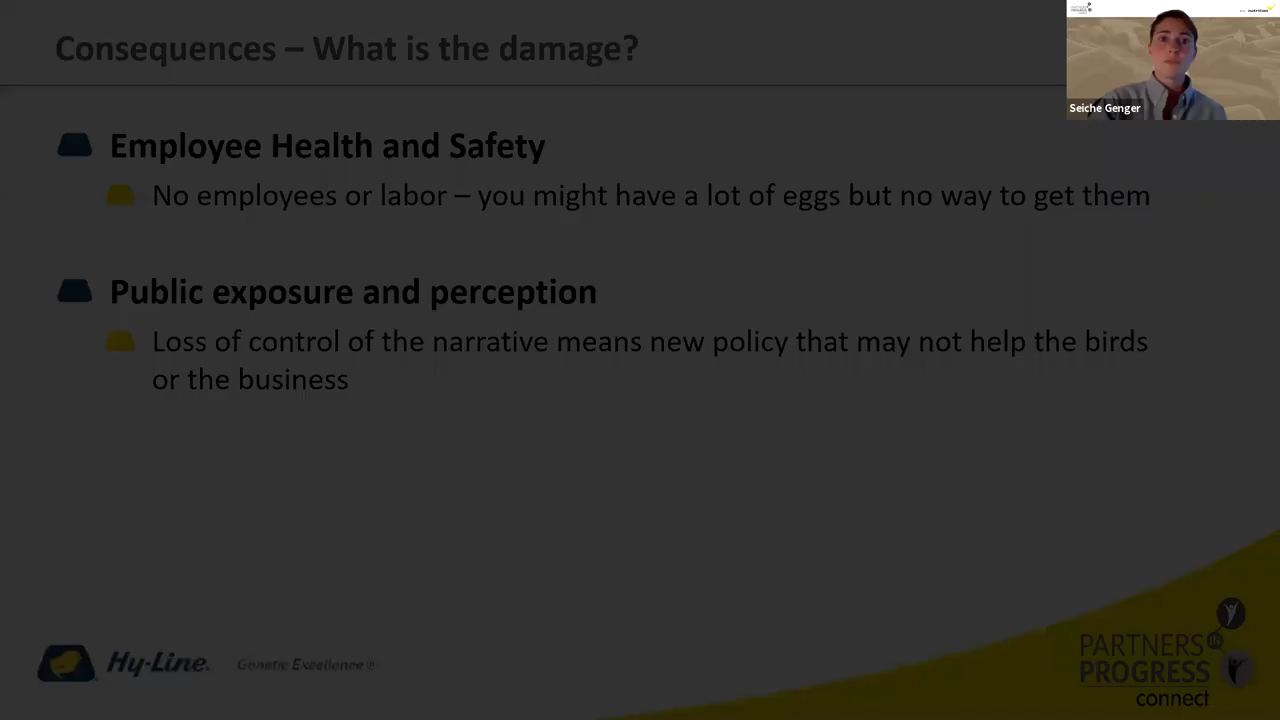 Consequences – What is the damage?
Seiche Genger
Employee Health and Safety
No employees or labor – you might have a lot of eggs but no way to get them
Public exposure and perception
Loss of control of the narrative means new policy that may not help the birds
or the business
Hy-Line®
Genetic Excellence®
PARTNERS IN
PROGRESS
connect